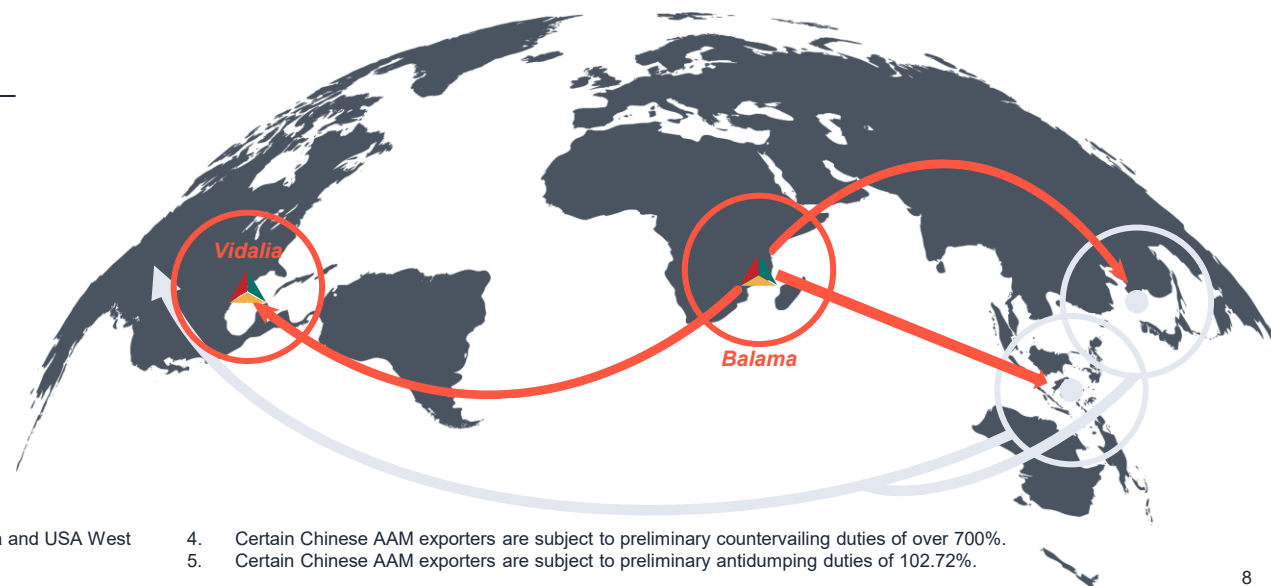 Vidalia
Balama
a and USA West
4. Certain Chinese AAM exporters are subject to preliminary countervailing duties of over 700%.
5. Certain Chinese AAM exporters are subject to preliminary antidumping duties of 102.72%.
8